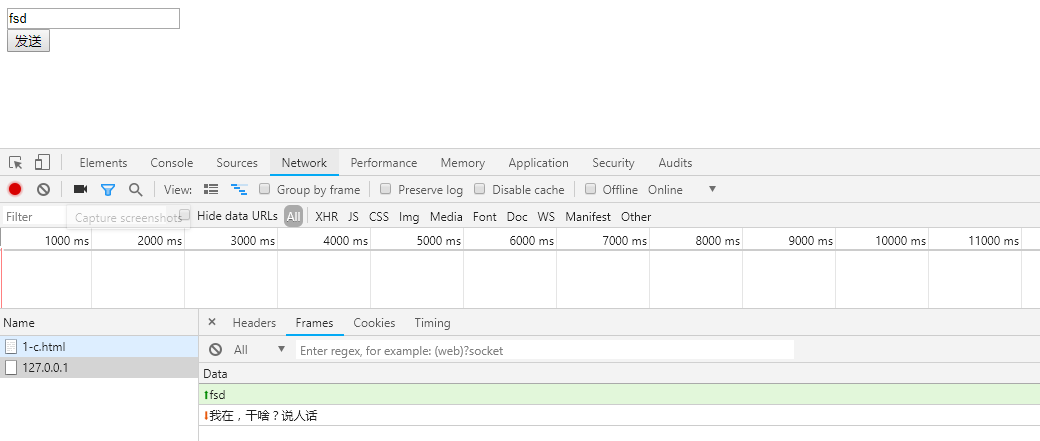 fsd
发送
Elements Console Sources Network Performance Memory Application Security Audits
View: Group by frame Preserve log Disable cache Offline Online
Filter Capture screenshots Hide data URLs All XHR JS CSS Img Media Font Doc WS Manifest Other
1000 ms 2000 ms 3000 ms 4000 ms 5000 ms 6000 ms 7000 ms 8000 ms 9000 ms 10000 ms 11000 ms
Name × Headers Frames Cookies Timing
1-c.html
All Enter regex, for example: (web)?socket
127.0.0.1
Data
fsd
我在，干啥？说人话